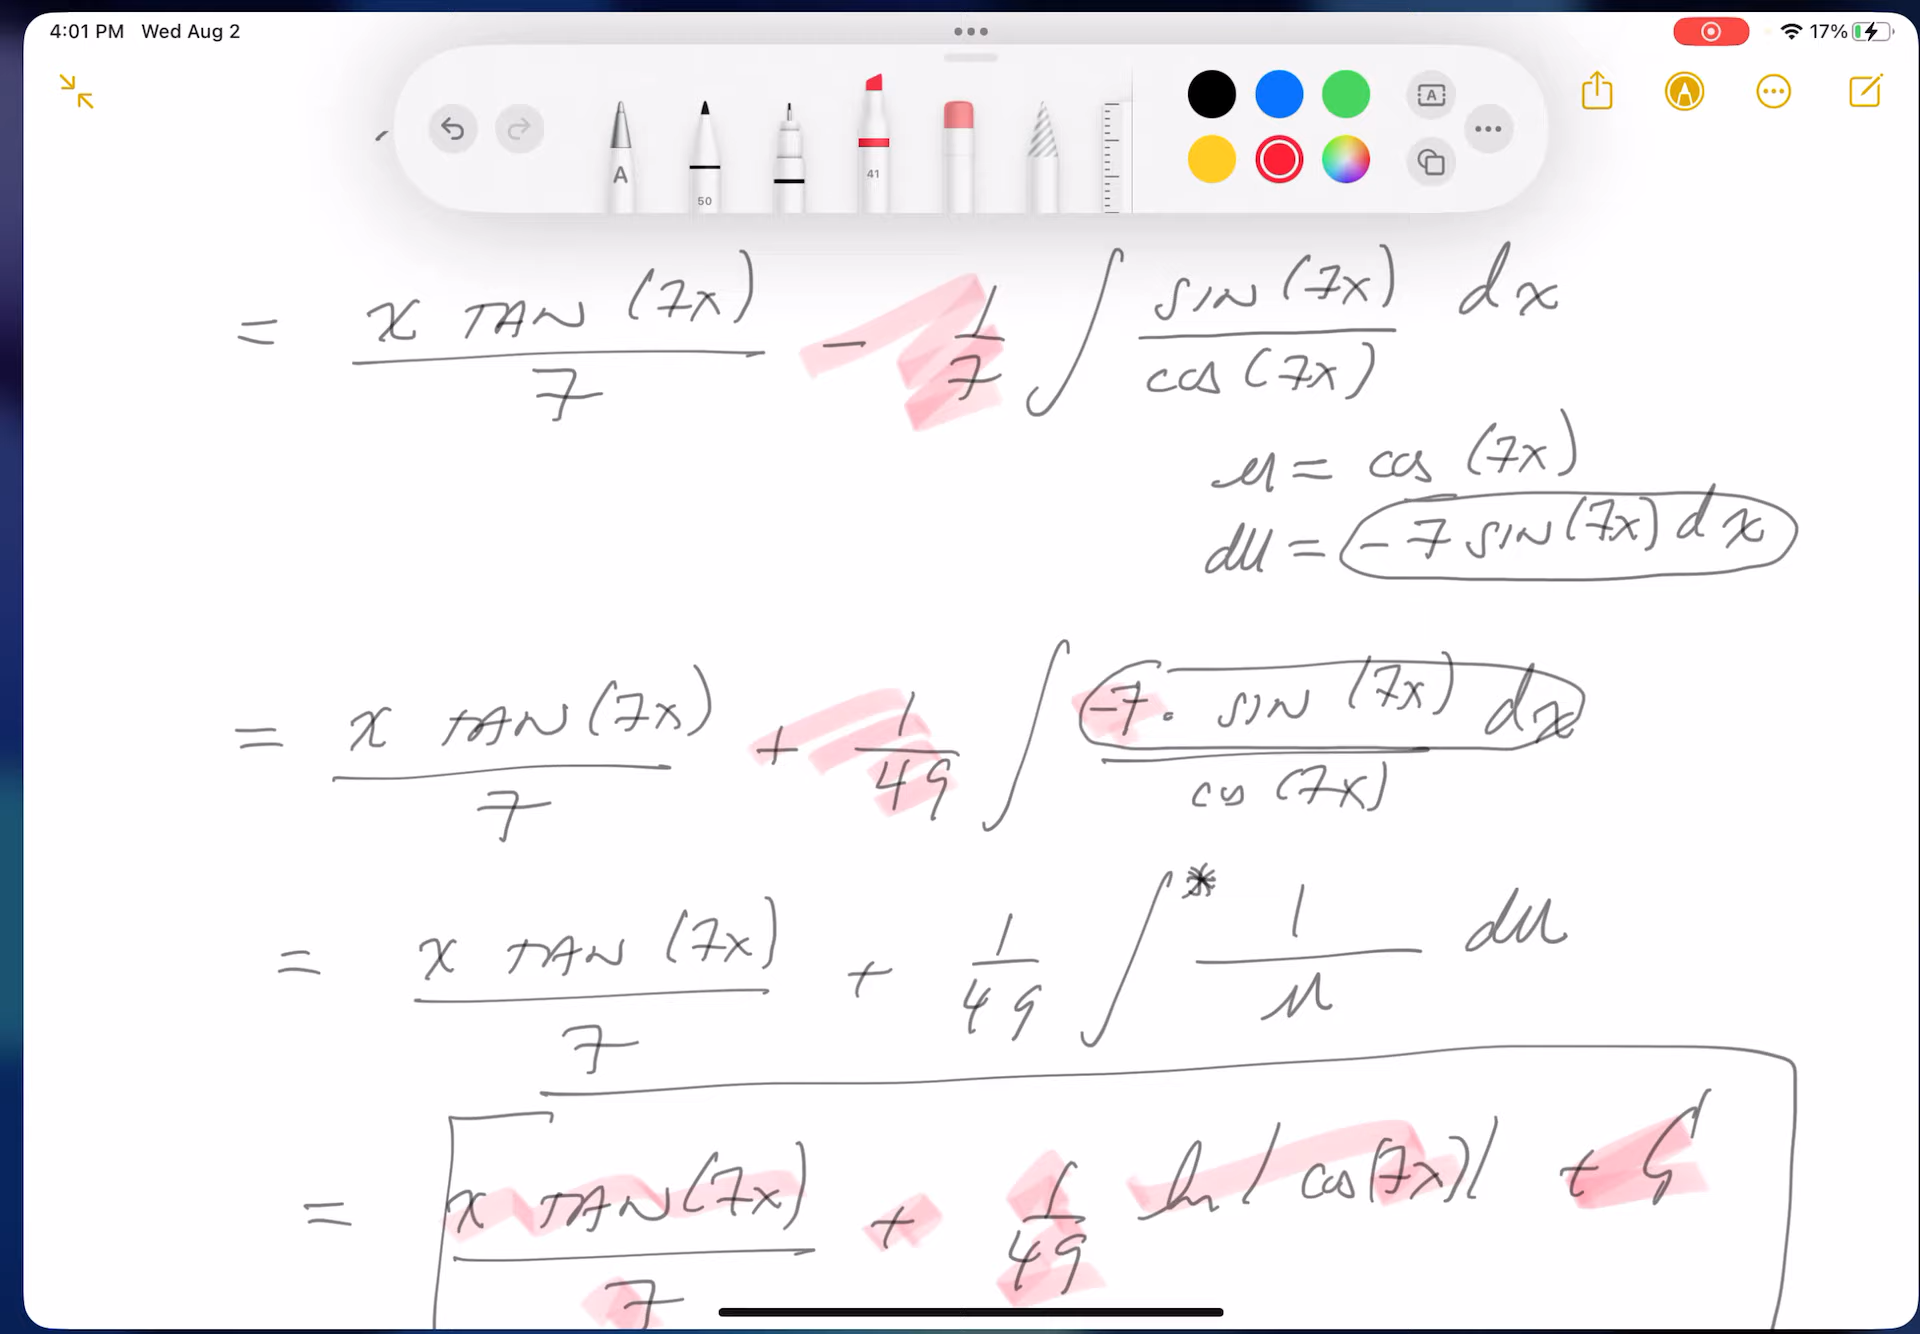 4:01 PM Wed Aug 2 17%
A 50 41 A
= x TAN (7x) / 7 − 1/7 ∫ sin (7x) / cos (7x) dx
u = cos (7x)
du = −7 sin (7x) dx
= x TAN (7x) / 7 + 1/49 ∫ −7 · sin (7x) dx / cos (7x)
= x TAN (7x) / 7 + 1/49 ∫* 1/u du
= x TAN (7x) / 7 + 1/49 ln | cos (7x) | + C